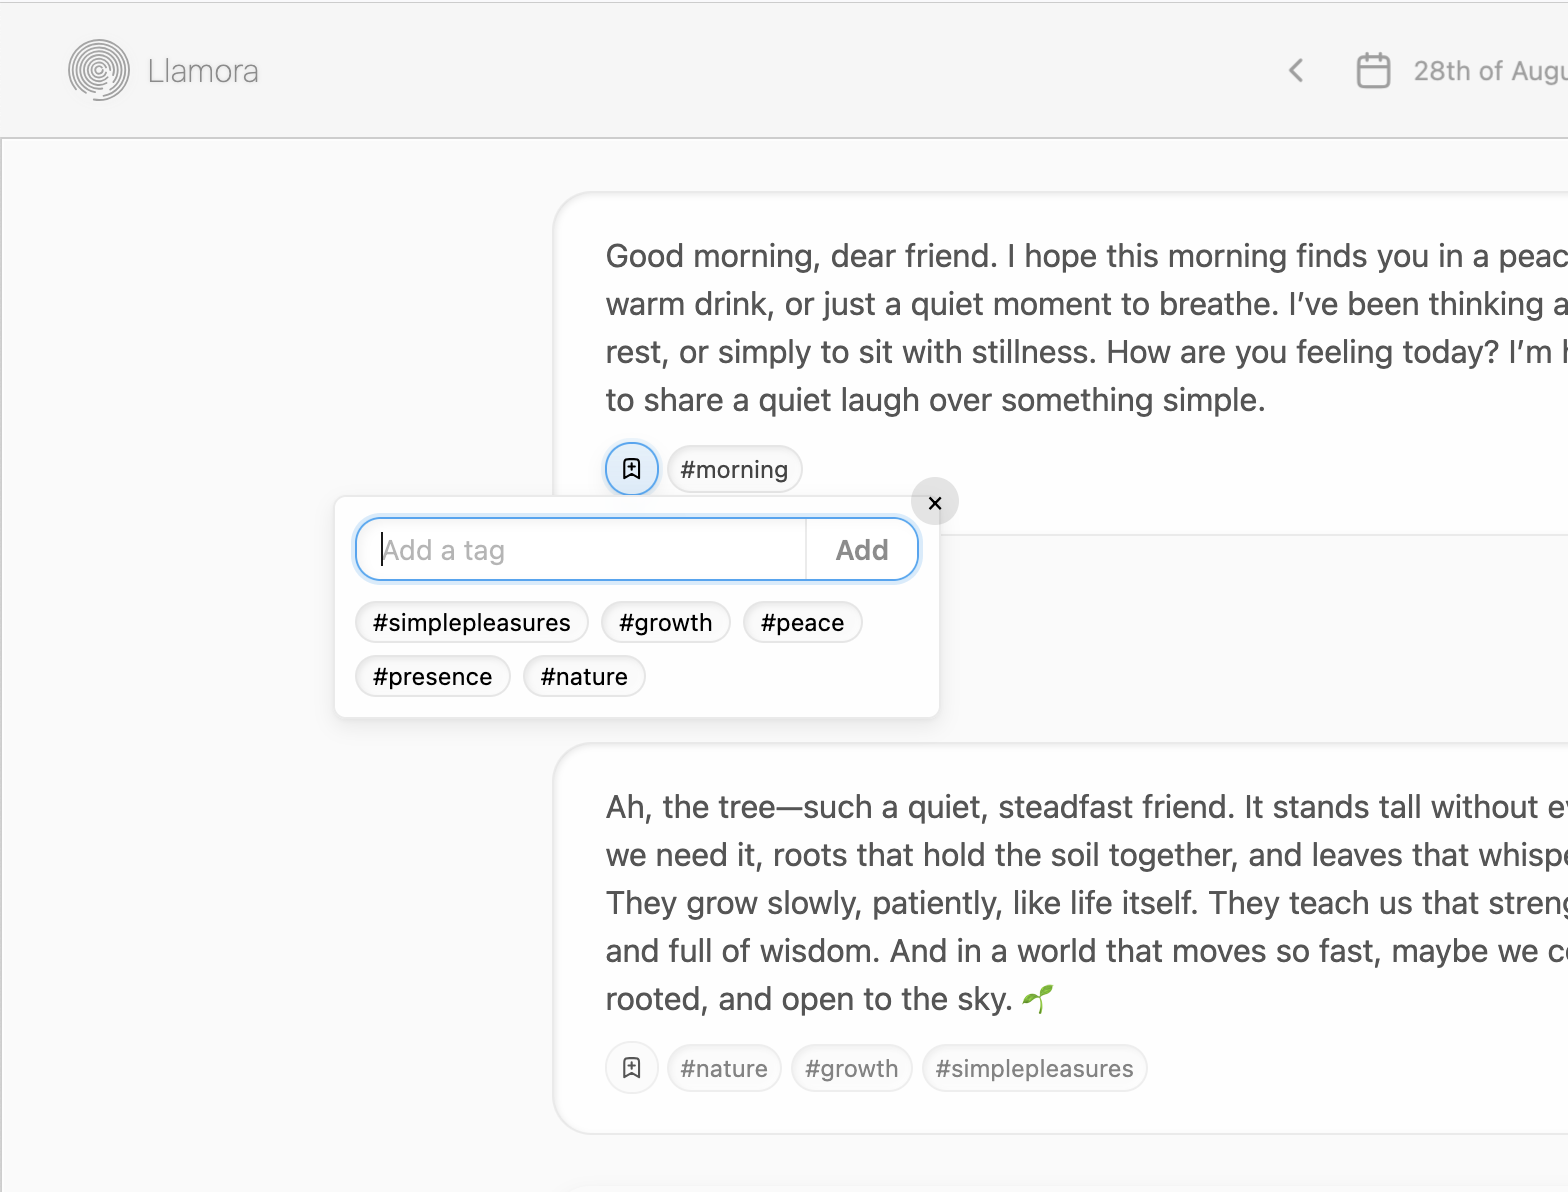 Llamora
28th of Augu
Good morning, dear friend. I hope this morning finds you in a peac
warm drink, or just a quiet moment to breathe. I’ve been thinking a
rest, or simply to sit with stillness. How are you feeling today? I’m h
to share a quiet laugh over something simple.
#morning
Add a tag
Add
#simplepleasures #growth #peace
#presence #nature
Ah, the tree—such a quiet, steadfast friend. It stands tall without ev
we need it, roots that hold the soil together, and leaves that whispe
They grow slowly, patiently, like life itself. They teach us that streng
and full of wisdom. And in a world that moves so fast, maybe we co
rooted, and open to the sky. 🌱
#nature #growth #simplepleasures